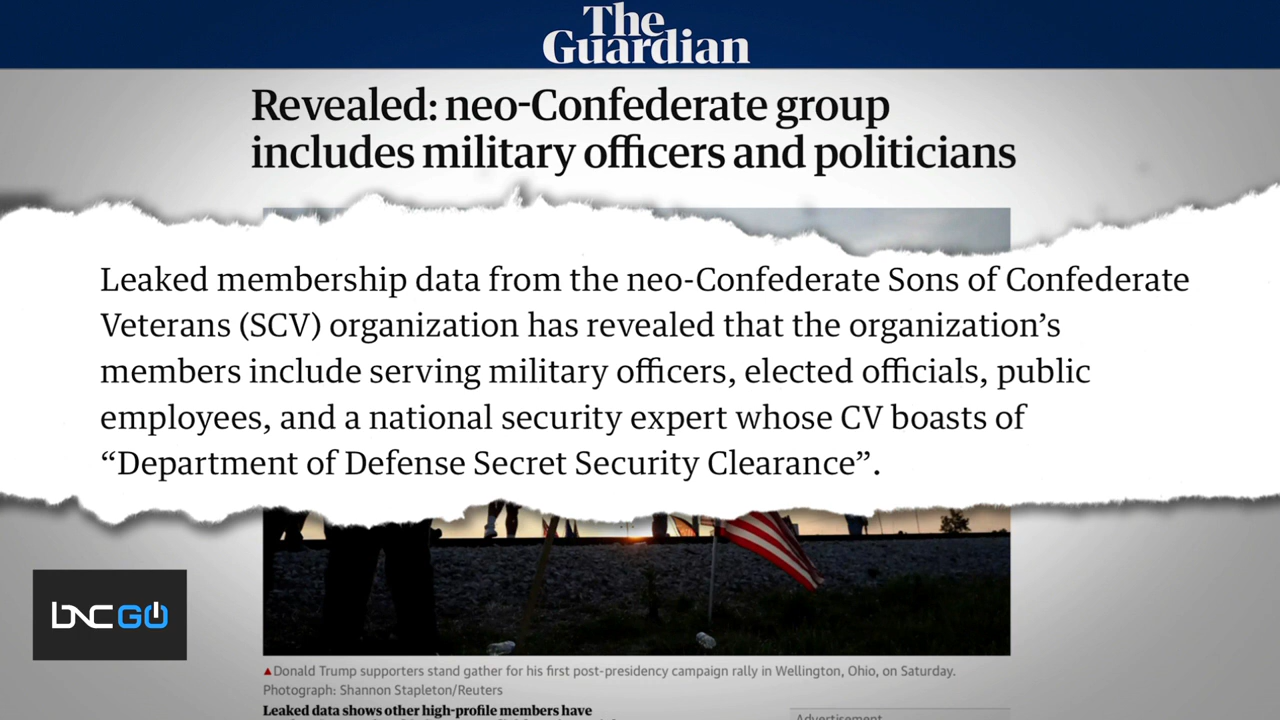 The
Guardian
Revealed: neo-Confederate group
includes military officers and politicians
Leaked membership data from the neo-Confederate Sons of Confederate
Veterans (SCV) organization has revealed that the organization’s
members include serving military officers, elected officials, public
employees, and a national security expert whose CV boasts of
“Department of Defense Secret Security Clearance”.
bNC GO
▲Donald Trump supporters stand gather for his first post-presidency campaign rally in Wellington, Ohio, on Saturday.
Photograph: Shannon Stapleton/Reuters
Leaked data shows other high-profile members have
Advertisement